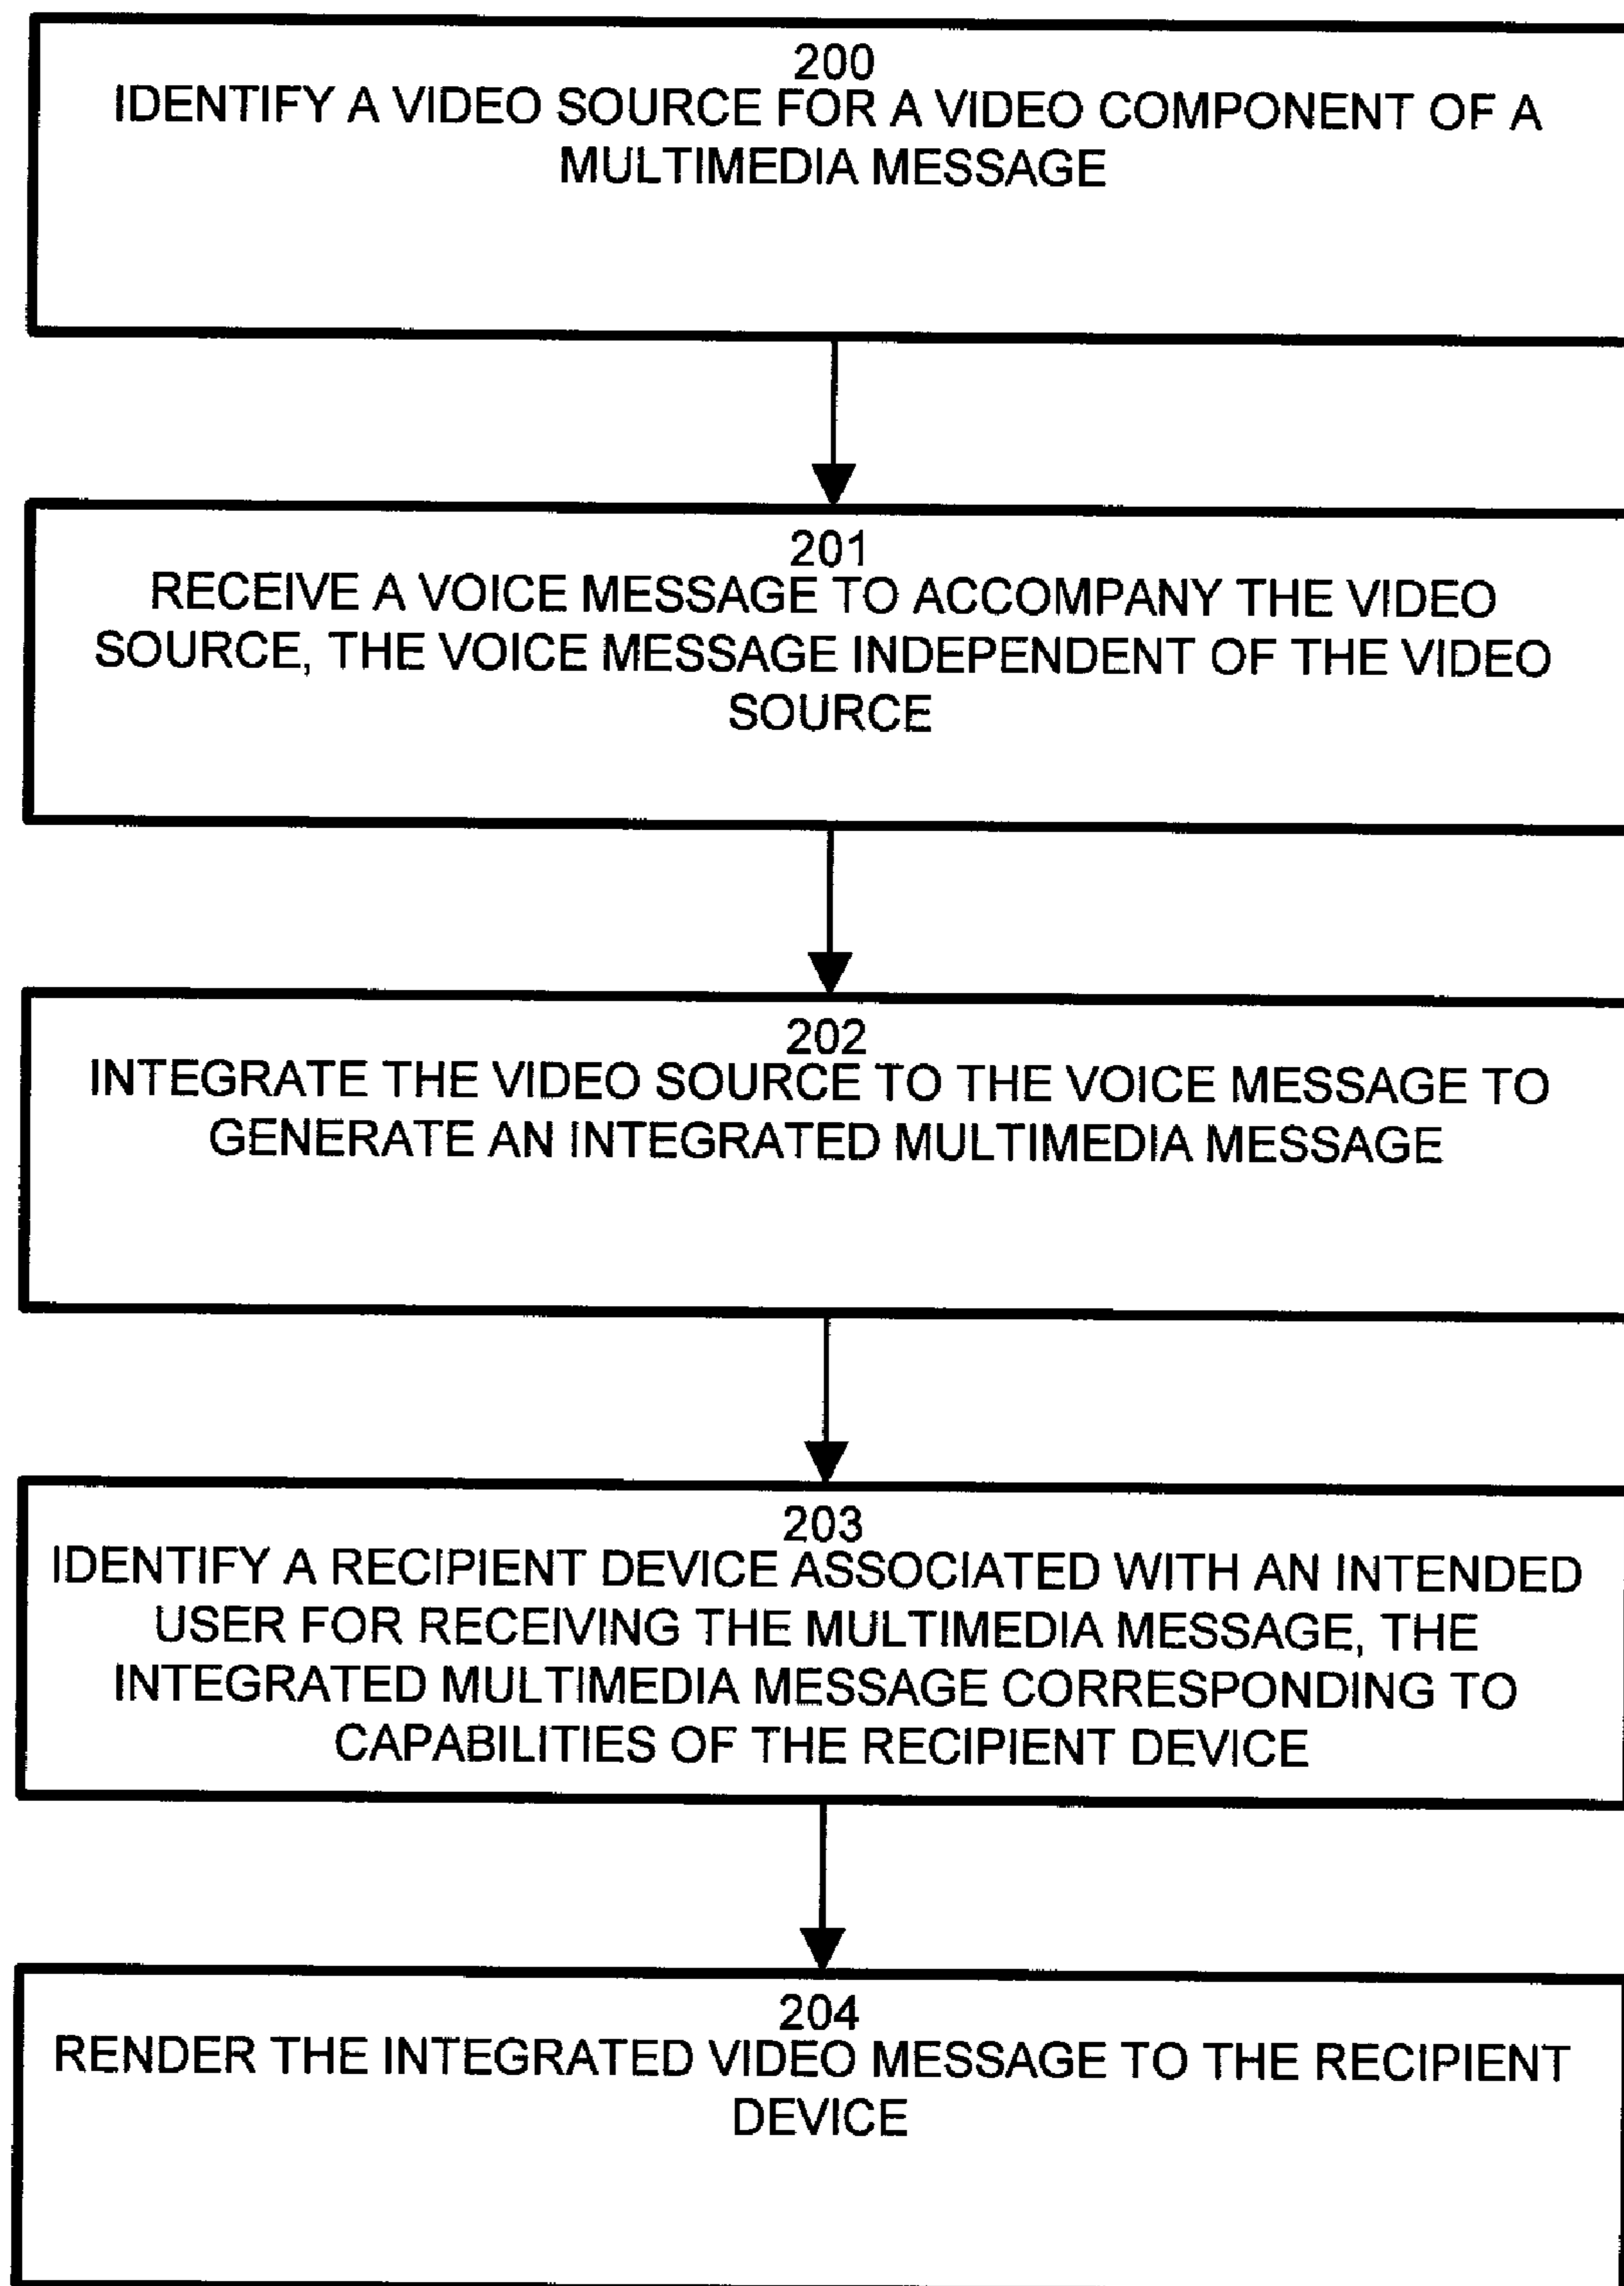 200
IDENTIFY A VIDEO SOURCE FOR A VIDEO COMPONENT OF A
MULTIMEDIA MESSAGE
201
RECEIVE A VOICE MESSAGE TO ACCOMPANY THE VIDEO
SOURCE, THE VOICE MESSAGE INDEPENDENT OF THE VIDEO
SOURCE
202
INTEGRATE THE VIDEO SOURCE TO THE VOICE MESSAGE TO
GENERATE AN INTEGRATED MULTIMEDIA MESSAGE
203
IDENTIFY A RECIPIENT DEVICE ASSOCIATED WITH AN INTENDED
USER FOR RECEIVING THE MULTIMEDIA MESSAGE, THE
INTEGRATED MULTIMEDIA MESSAGE CORRESPONDING TO
CAPABILITIES OF THE RECIPIENT DEVICE
204
RENDER THE INTEGRATED VIDEO MESSAGE TO THE RECIPIENT
DEVICE